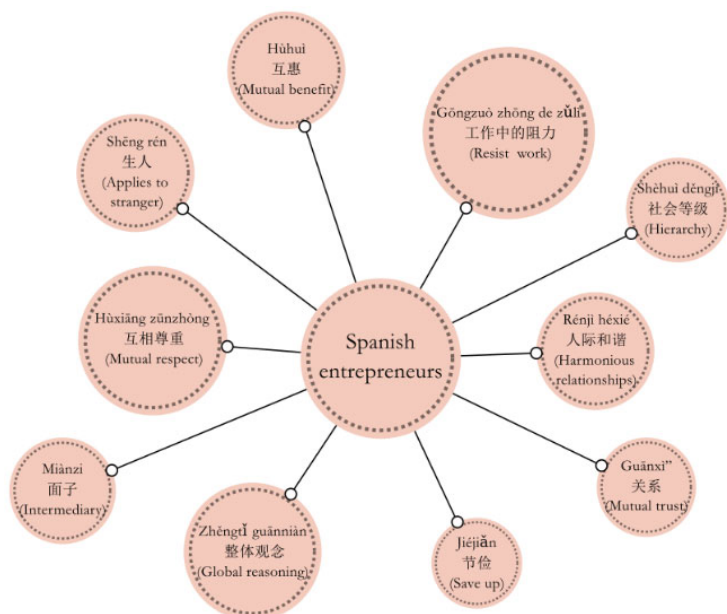 Hùhuì
互惠
(Mutual benefit)
Gōngzuò zhōng de zǔlì
工作中的阻力
(Resist work)
Shēng rén
生人
(Applies to
stranger)
Shèhuì děngjí
社会等级
(Hierarchy)
Hùxiāng zūnzhòng
互相尊重
(Mutual respect)
Spanish
entrepreneurs
Rénjì héxié
人际和谐
(Harmonious
relationships)
Miànzi
面子
(Intermediary)
Zhěngtǐ guānniàn
整体观念
(Global reasoning)
Jiéjiǎn
节俭
(Save up)
Guānxì”
关系
(Mutual trust)